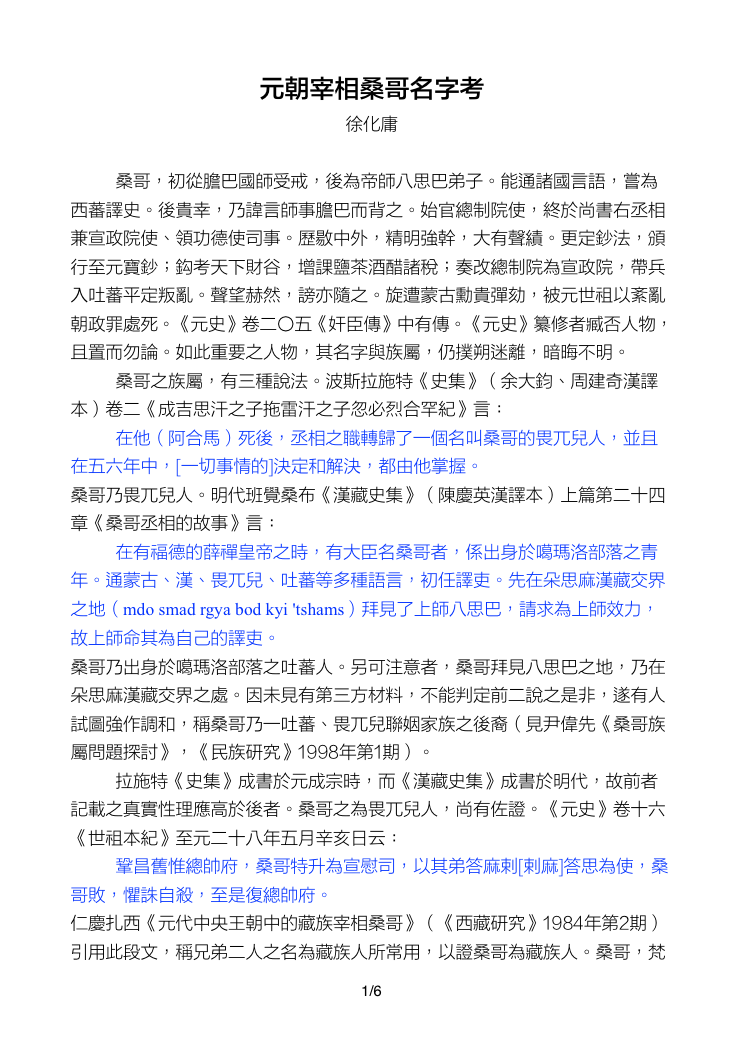 元朝宰相桑哥名字考
徐化庸
桑哥，初從膽巴國師受戒，後為帝師八思巴弟子。能通諸國言語，嘗為
西蕃譯史。後貴幸，乃諱言師事膽巴而背之。始官總制院使，終於尚書右丞相
兼宣政院使、領功德使司事。歷敭中外，精明強幹，大有聲績。更定鈔法，頒
行至元寶鈔；鈎考天下財谷，增課鹽茶酒醋諸稅；奏改總制院為宣政院，帶兵
入吐蕃平定叛亂。聲望赫然，謗亦隨之。旋遭蒙古勳貴彈劾，被元世祖以紊亂
朝政罪處死。《元史》卷二〇五《奸臣傳》中有傳。《元史》纂修者臧否人物，
且置而勿論。如此重要之人物，其名字與族屬，仍撲朔迷離，暗晦不明。
桑哥之族屬，有三種說法。波斯拉施特《史集》（余大鈞、周建奇漢譯
本）卷二《成吉思汗之子拖雷汗之子忽必烈合罕紀》言：
在他（阿合馬）死後，丞相之職轉歸了一個名叫桑哥的畏兀兒人，並且
在五六年中，[一切事情的]決定和解決，都由他掌握。
桑哥乃畏兀兒人。明代班覺桑布《漢藏史集》（陳慶英漢譯本）上篇第二十四
章《桑哥丞相的故事》言：
在有福德的薛禪皇帝之時，有大臣名桑哥者，係出身於噶瑪洛部落之青
年。通蒙古、漢、畏兀兒、吐蕃等多種語言，初任譯吏。先在朵思麻漢藏交界
之地（mdo smad rgya bod kyi 'tshams）拜見了上師八思巴，請求為上師效力，
故上師命其為自己的譯吏。
桑哥乃出身於噶瑪洛部落之吐蕃人。另可注意者，桑哥拜見八思巴之地，乃在
朵思麻漢藏交界之處。因未見有第三方材料，不能判定前二說之是非，遂有人
試圖強作調和，稱桑哥乃一吐蕃、畏兀兒聯姻家族之後裔（見尹偉先《桑哥族
屬問題探討》，《民族研究》1998年第1期）。
拉施特《史集》成書於元成宗時，而《漢藏史集》成書於明代，故前者
記載之真實性理應高於後者。桑哥之為畏兀兒人，尚有佐證。《元史》卷十六
《世祖本紀》至元二十八年五月辛亥日云：
鞏昌舊惟總帥府，桑哥特升為宣慰司，以其弟答麻剌[剌麻]答思為使，桑
哥敗，懼誅自殺，至是復總帥府。
仁慶扎西《元代中央王朝中的藏族宰相桑哥》（《西藏研究》1984年第2期）
引用此段文，稱兄弟二人之名為藏族人所常用，以證桑哥為藏族人。桑哥，梵
1/6